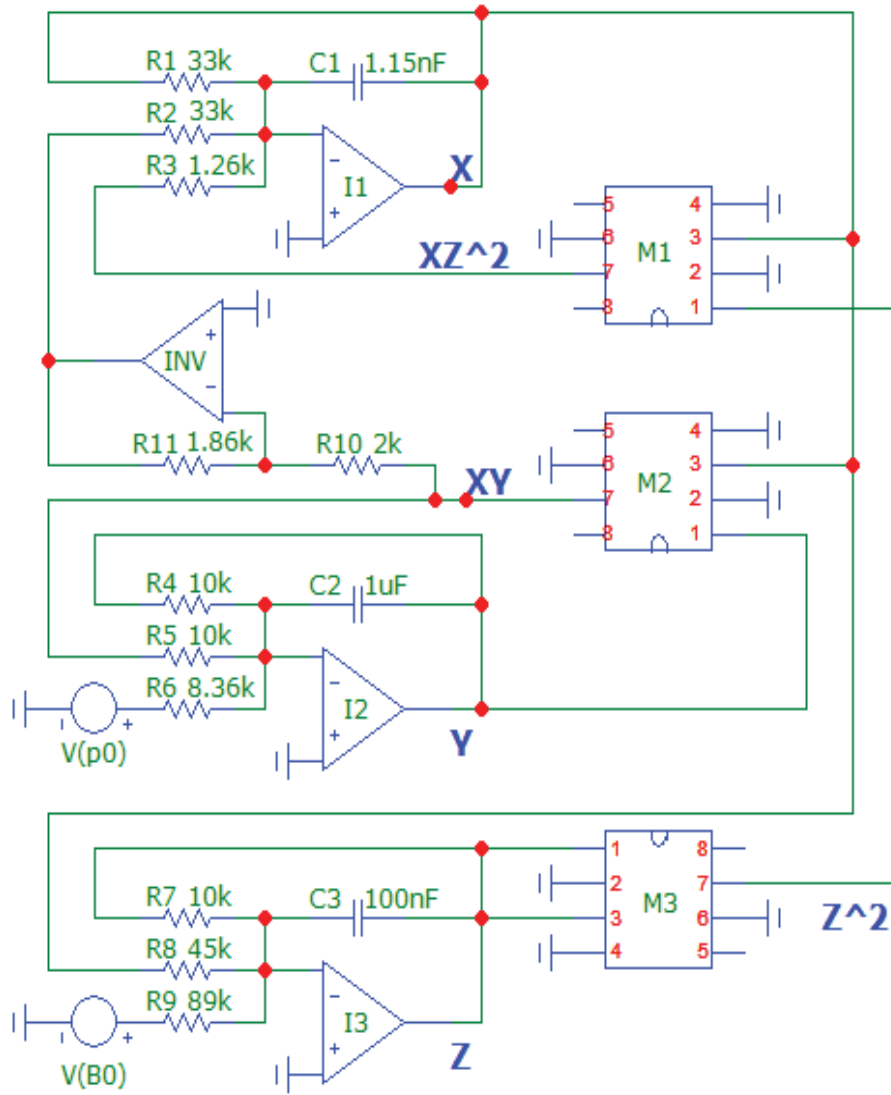 R1 33k
C1 1.15nF
R2 33k
R3 1.26k
-
+
I1
X
XZ^2
5 4
6 3
7 2
8 1
M1
INV
+
-
R11 1.86k
R10 2k
XY
5 4
6 3
7 2
8 1
M2
R4 10k
C2 1uF
R5 10k
R6 8.36k
-
+
I2
Y
- +
V(p0)
R7 10k
C3 100nF
R8 45k
R9 89k
-
+
I3
Z
- +
V(B0)
1 8
2 7
3 6
4 5
M3
Z^2